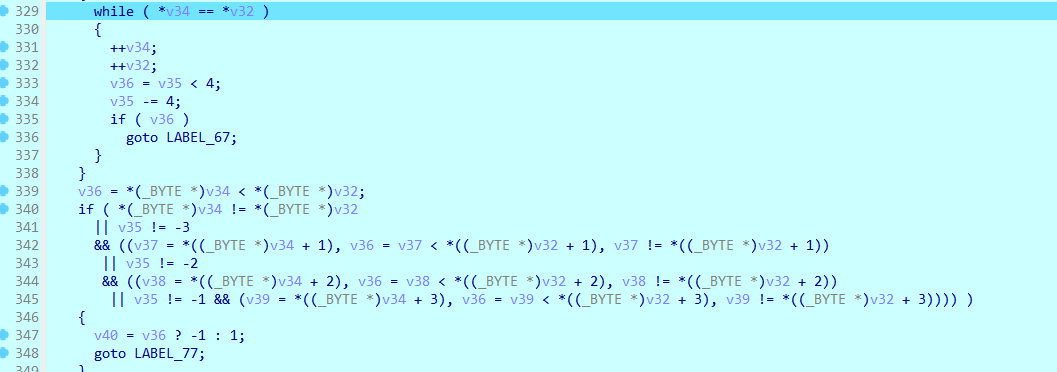 329 while ( *v34 == *v32 )
330 {
331 ++v34;
332 ++v32;
333 v36 = v35 < 4;
334 v35 -= 4;
335 if ( v36 )
336 goto LABEL_67;
337 }
338 }
339 v36 = *(_BYTE *)v34 < *(_BYTE *)v32;
340 if ( *(_BYTE *)v34 != *(_BYTE *)v32
341 || v35 != -3
342 && ((v37 = *((_BYTE *)v34 + 1), v36 = v37 < *((_BYTE *)v32 + 1), v37 != *((_BYTE *)v32 + 1))
343 || v35 != -2
344 && ((v38 = *((_BYTE *)v34 + 2), v36 = v38 < *((_BYTE *)v32 + 2), v38 != *((_BYTE *)v32 + 2))
345 || v35 != -1 && (v39 = *((_BYTE *)v34 + 3), v36 = v39 < *((_BYTE *)v32 + 3), v39 != *((_BYTE *)v32 + 3)))) )
346 {
347 v40 = v36 ? -1 : 1;
348 goto LABEL_77;
349 }